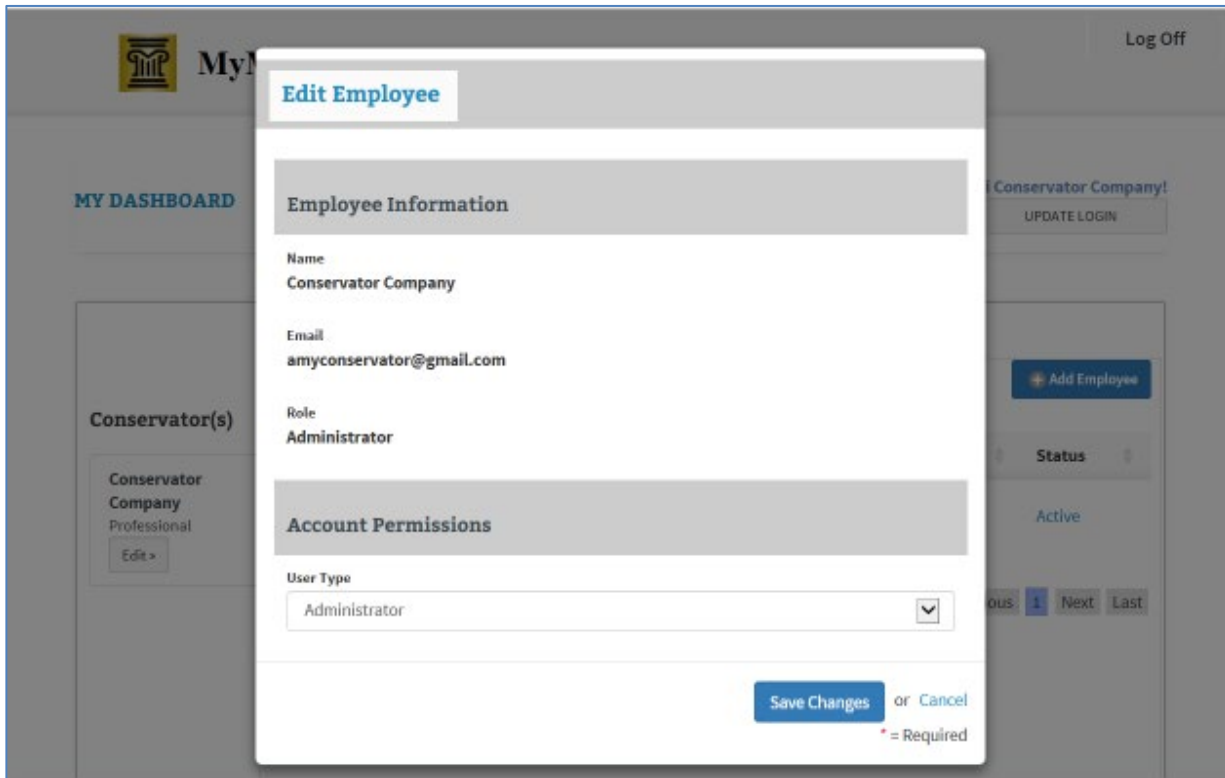 Log Off
Edit Employee
MY DASHBOARD
Conservator Company!
UPDATE LOGIN
Employee Information
Name
Conservator Company
Email
amyconservator@gmail.com
Add Employee
Role
Administrator
Conservator(s)
Status
Conservator
Company
Professional
Edit >
Active
Account Permissions
User Type
Administrator
1 Next Last
Save Changes or Cancel
* = Required